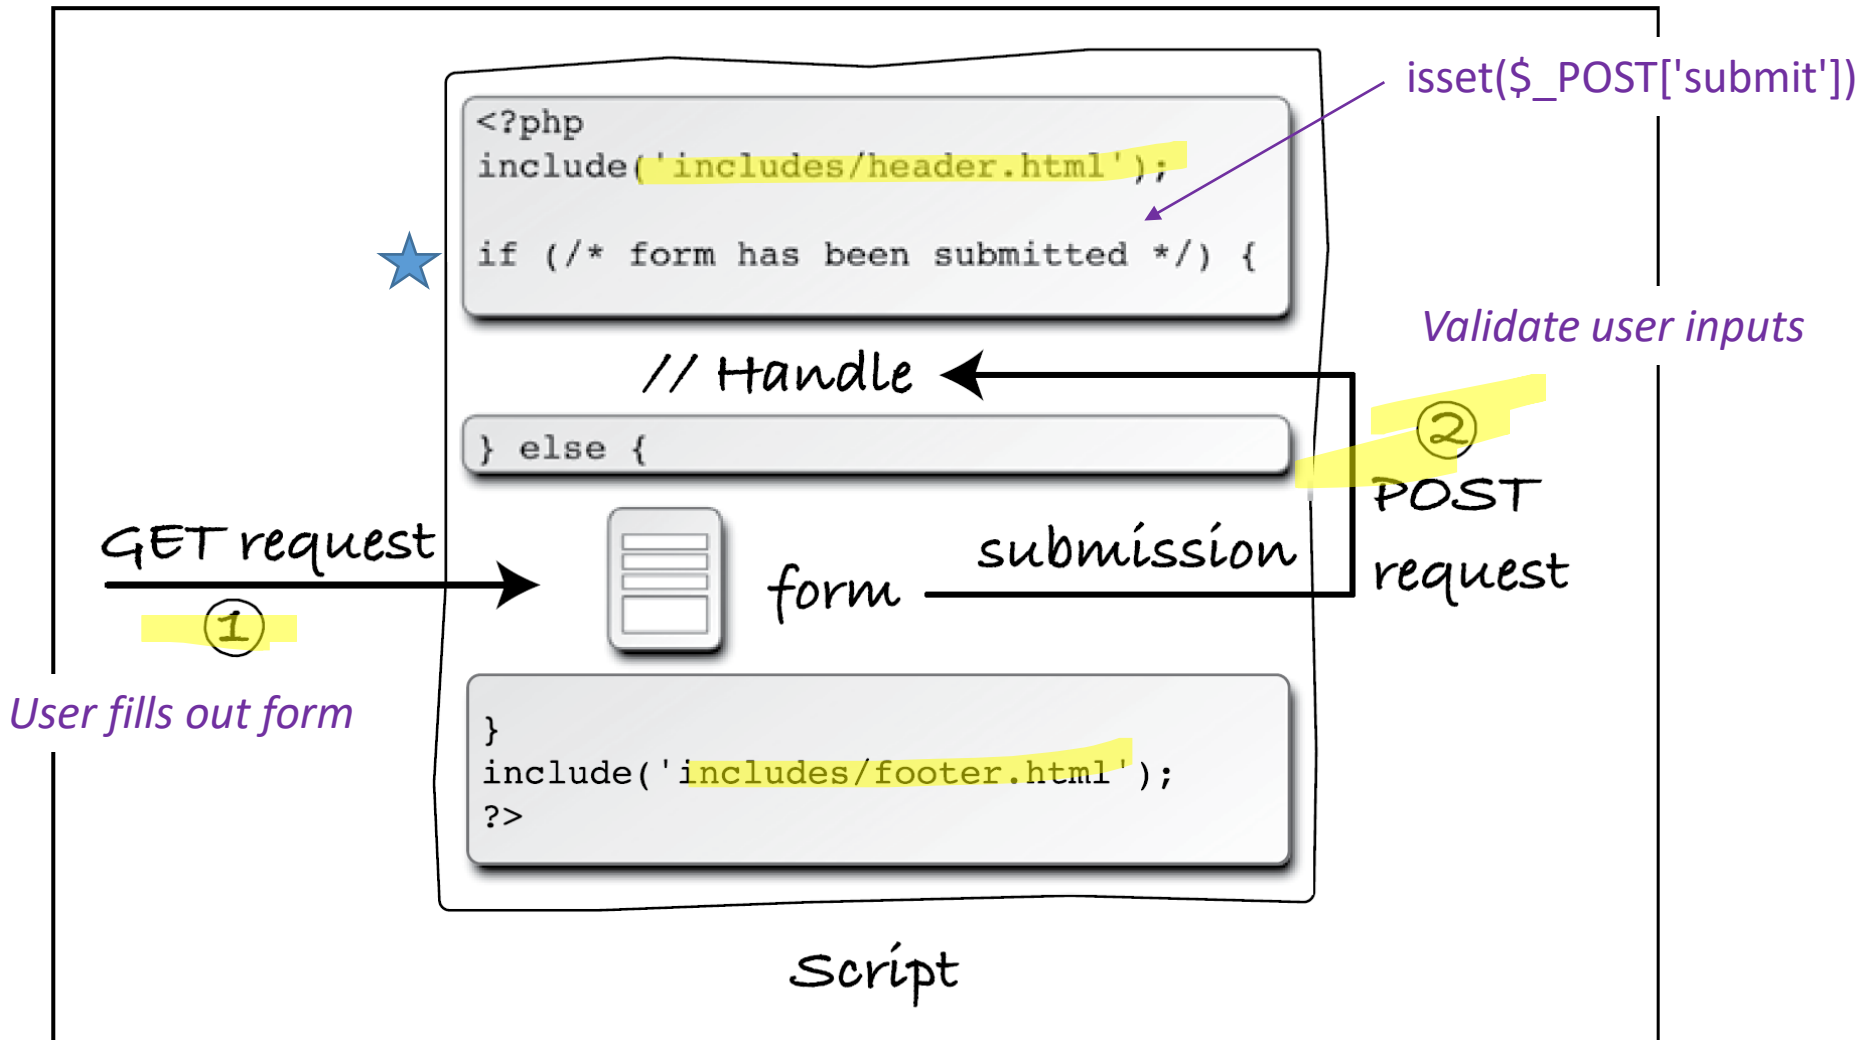 isset($_POST['submit'])
<?php
include('includes/header.html');
if (/* form has been submitted */) {
Validate user inputs
// Handle
2
} else {
POST
GET request
submission
request
form
1
User fills out form
}
include('includes/footer.html');
?>
Script